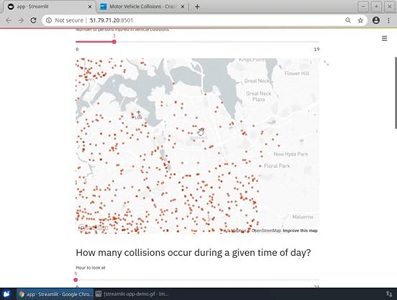 app · Streamlit
Motor Vehicle Collisions - Cras
Not secure | 51.79.71.20:8501
Number of persons injured in vehicle collisions
0
19
Kings Point
Great Neck
Flower Hill
Great Neck
Plaza
New Hyde Park
Floral Park
Malverne
OpenStreetMap Improve this map
How many collisions occur during a given time of day?
Hour to look at
0
23
app · Streamlit - Google Chro...
[Streamlit-app-demo.gif - Im...